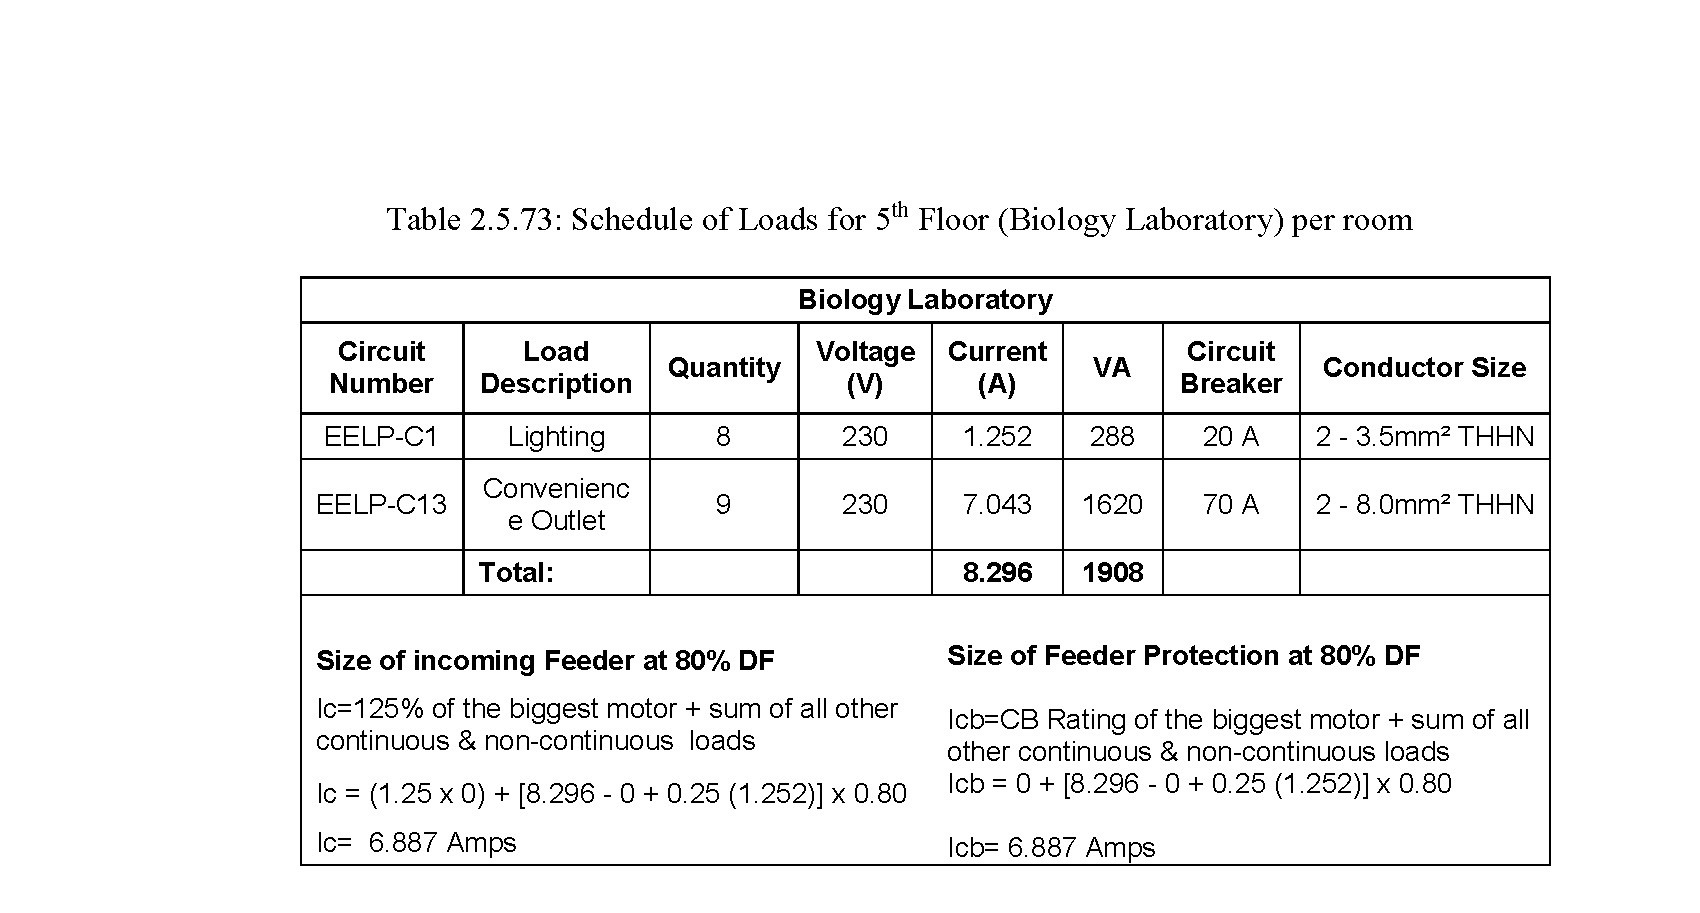 Table 2.5.73: Schedule of Loads for 5th Floor (Biology Laboratory) per room
Biology Laboratory
Circuit Number Load Description Quantity Voltage (V) Current (A) VA Circuit Breaker Conductor Size
EELP-C1 Lighting 8 230 1.252 288 20 A 2 - 3.5mm² THHN
EELP-C13 Convenienc e Outlet 9 230 7.043 1620 70 A 2 - 8.0mm² THHN
Total: 8.296 1908
Size of incoming Feeder at 80% DF
Ic=125% of the biggest motor + sum of all other
continuous & non-continuous loads
Ic = (1.25 x 0) + [8.296 - 0 + 0.25 (1.252)] x 0.80
Ic= 6.887 Amps
Size of Feeder Protection at 80% DF
Icb=CB Rating of the biggest motor + sum of all
other continuous & non-continuous loads
Icb = 0 + [8.296 - 0 + 0.25 (1.252)] x 0.80
Icb= 6.887 Amps